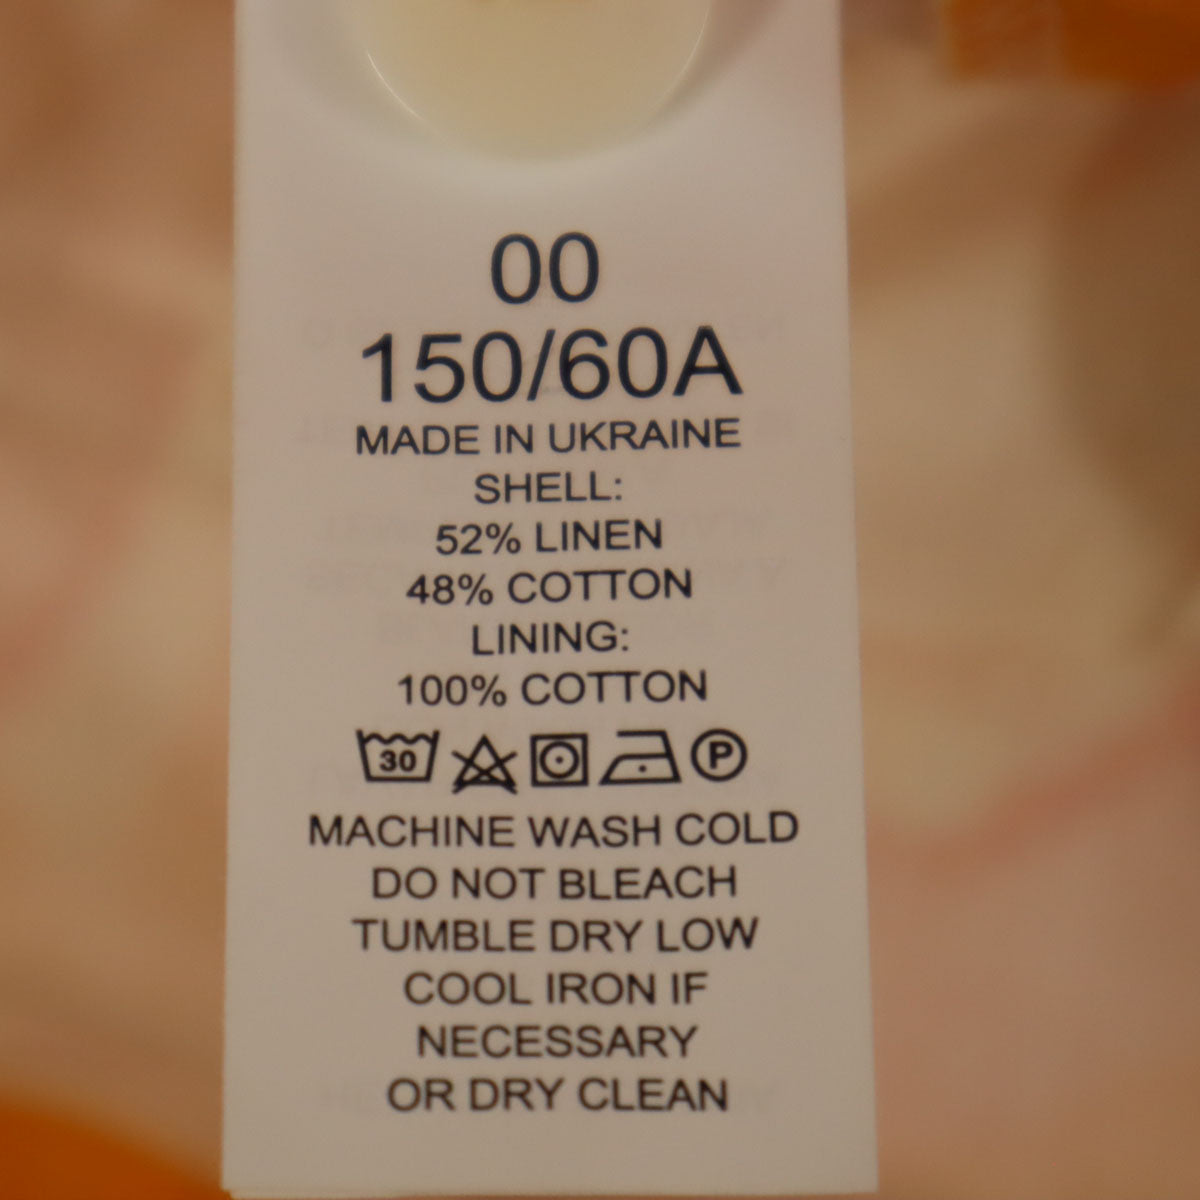 00
150/60A
MADE IN UKRAINE
SHELL:
52% LINEN
48% COTTON
LINING:
100% COTTON
30 P
MACHINE WASH COLD
DO NOT BLEACH
TUMBLE DRY LOW
COOL IRON IF
NECESSARY
OR DRY CLEAN